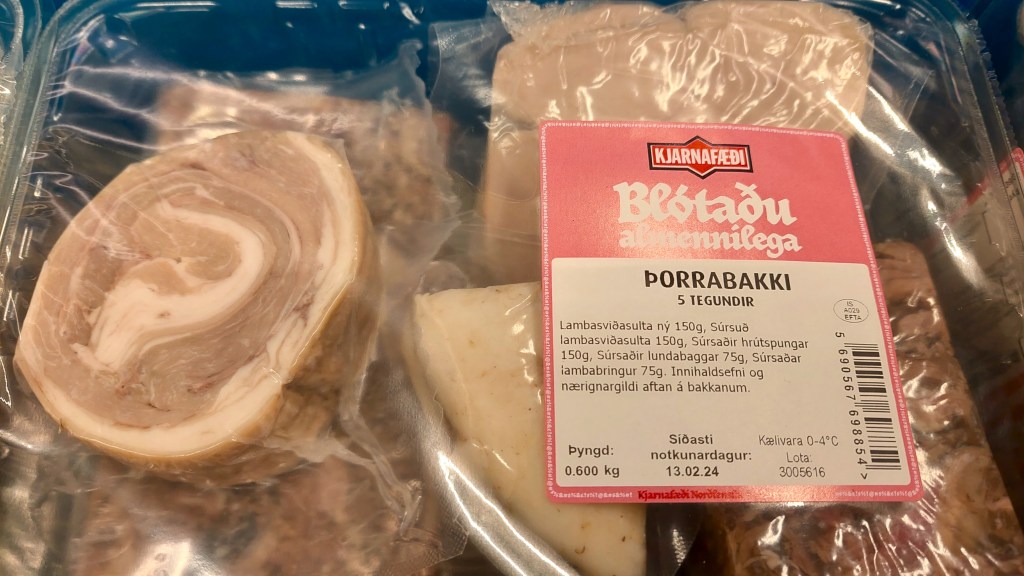 KJARNAFÆÐI
Blótaðu
almennilega
ÞORRABAKKI
5 TEGUNDIR
Lambasviðasulta ný 150g, Súrsuð
lambasviðasulta 150g, Súrsaðir hrútspungar
150g, Súrsaðir lundabaggar 75g, Súrsaðar
lambabringur 75g. Innihaldsefni og
næringargildi aftan á bakkanum.
IS
A029
EFTA
5 690567 698854 >
Þyngd:
0.600 kg
Síðasti
notkunardagur:
13.02.24
Kælivara 0-4°C
Lota:
3005616
Kjarnafæði